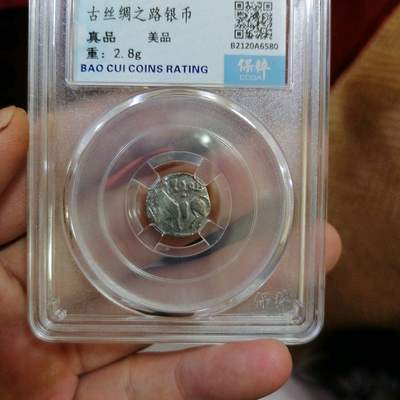 古丝绸之路银币
真品 美品
重：2.8g
BAO CUI COINS RATING
B2120A6580
保粹